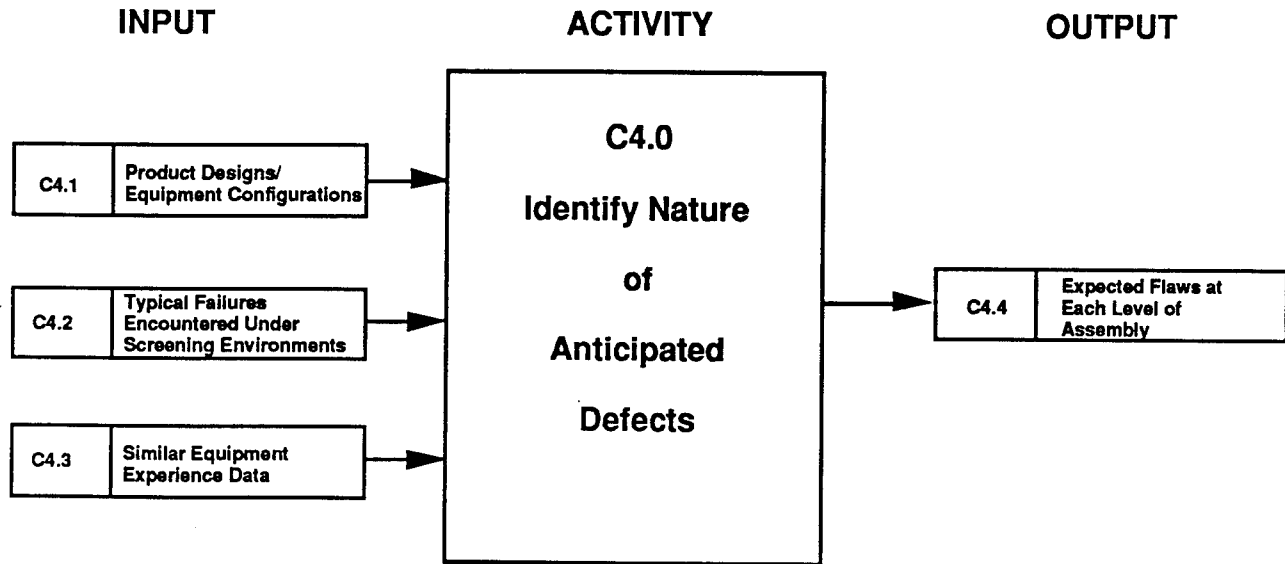 INPUT
ACTIVITY
OUTPUT
C4.1
Product Designs/
Equipment Configurations
C4.2
Typical Failures
Encountered Under
Screening Environments
C4.3
Similar Equipment
Experience Data
C4.0
Identify Nature
of
Anticipated
Defects
C4.4
Expected Flaws at
Each Level of
Assembly